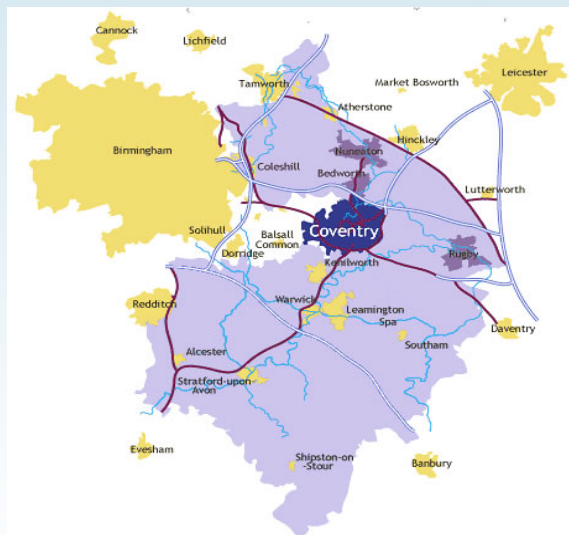 Cannock
Lichfield
Tamworth
Market Bosworth
Leicester
Atherstone
Birmingham
Nuneaton
Hinckley
Coleshill
Bedworth
Lutterworth
Solihull
Balsall
Common
Coventry
Dorridge
Rugby
Kenilworth
Redditch
Warwick
Leamington
Spa
Daventry
Alcester
Southam
Stratford-upon
Avon
Evesham
Shipston-on
-Stour
Banbury